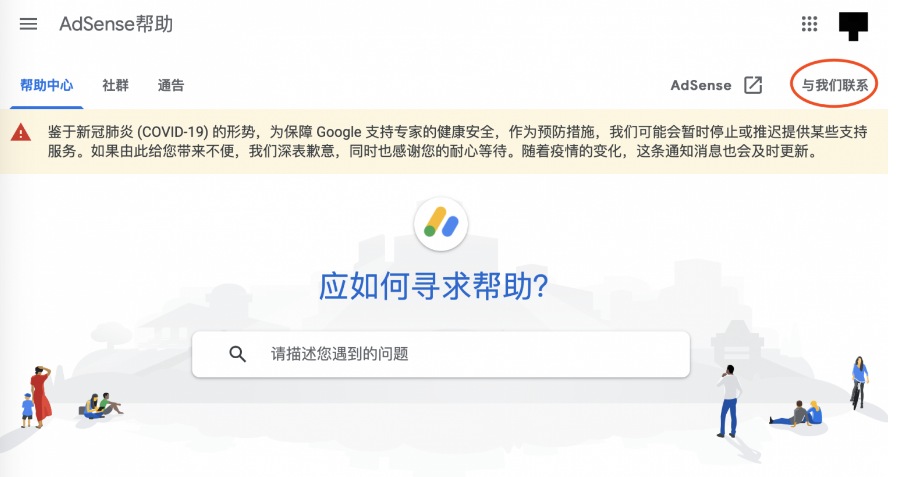 AdSense帮助
帮助中心
社群
通告
AdSense
与我们联系
鉴于新冠肺炎 (COVID-19) 的形势，为保障 Google 支持专家的健康安全，作为预防措施，我们可能会暂时停止或推迟提供某些支持
服务。如果由此给您带来不便，我们深表歉意，同时也感谢您的耐心等待。随着疫情的变化，这条通知消息也会及时更新。
应如何寻求帮助?
请描述您遇到的问题